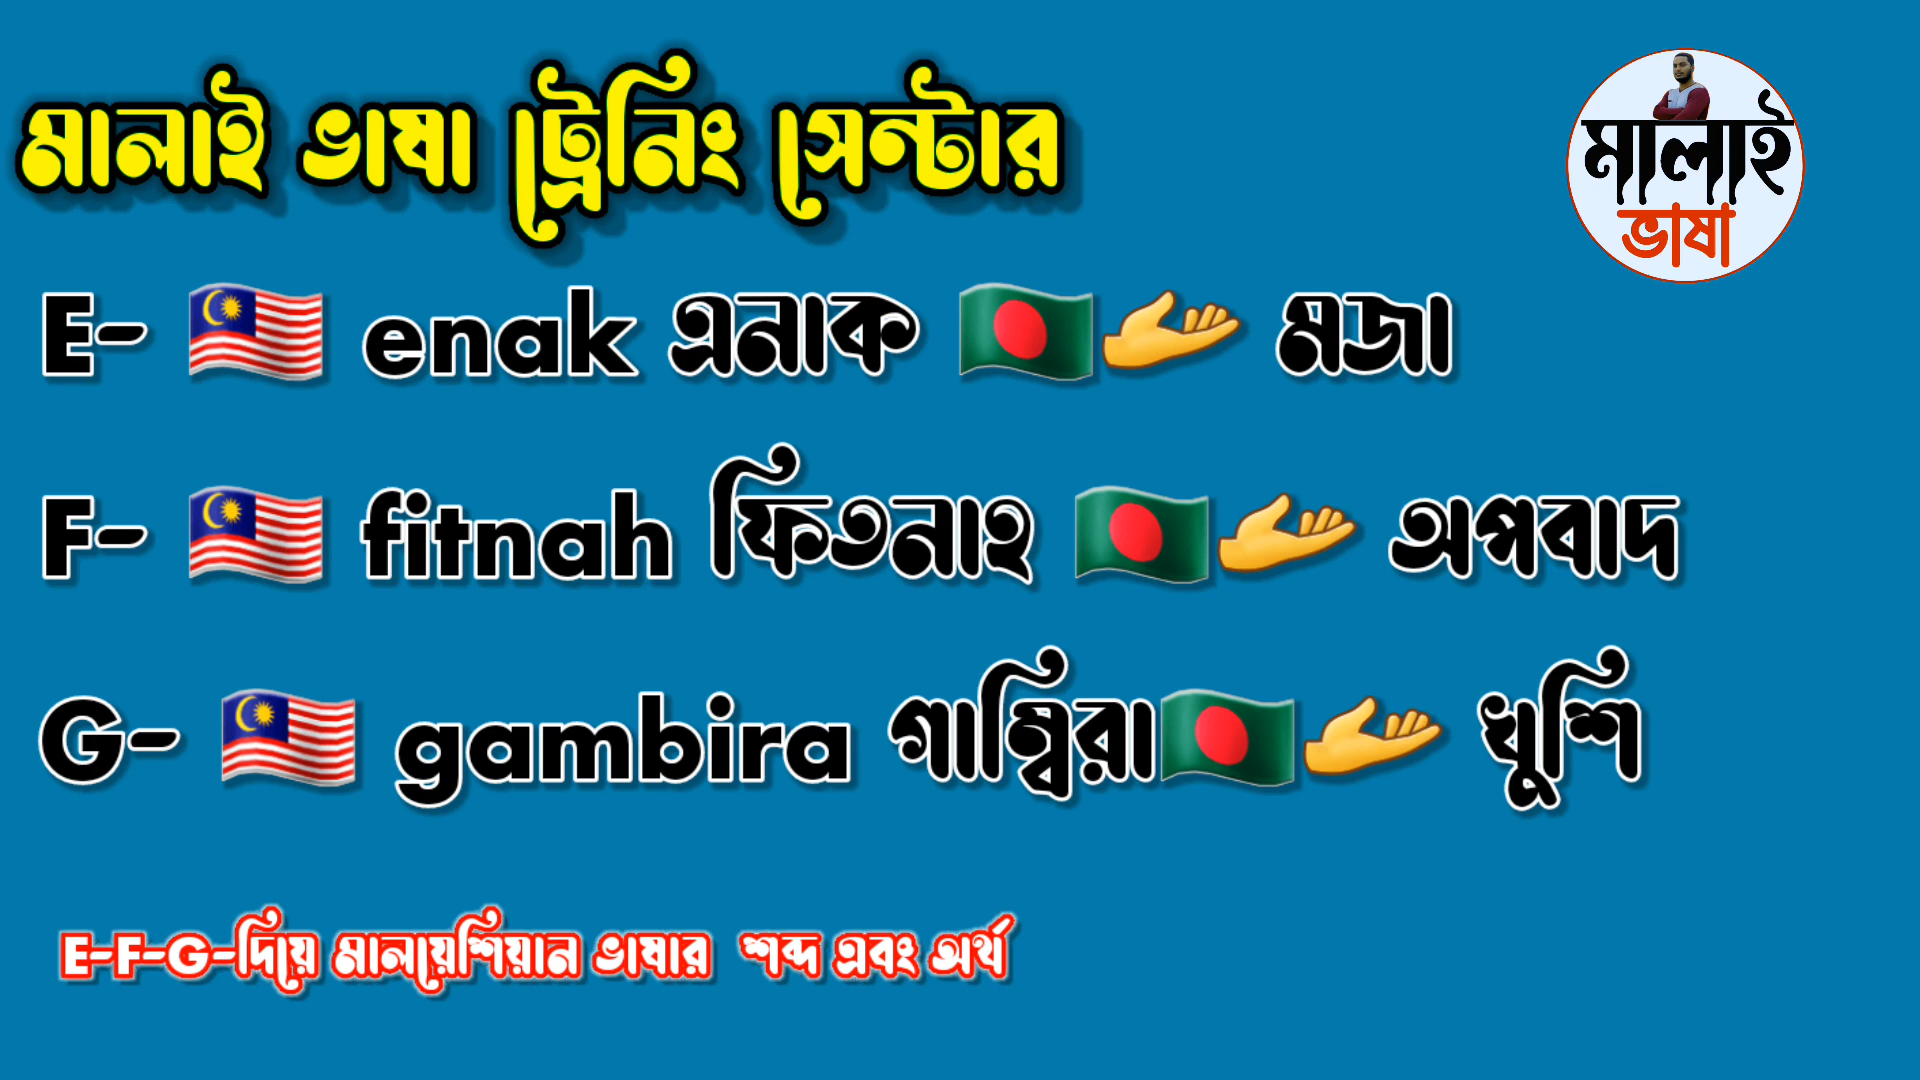 মালাই ভাষা ট্রেনিং সেন্টার
মালাই
ভাষা
E- 🇲🇾 enak এনাক 🇧🇩🫴 মজা
F- 🇲🇾 fitnah ফিতনাহ 🇧🇩🫴 অপবাদ
G- 🇲🇾 gambira গাম্বিরা🇧🇩🫴 খুশি
E-F-G-দিয়ে মালয়েশিয়ান ভাষার শব্দ এবং অর্থ